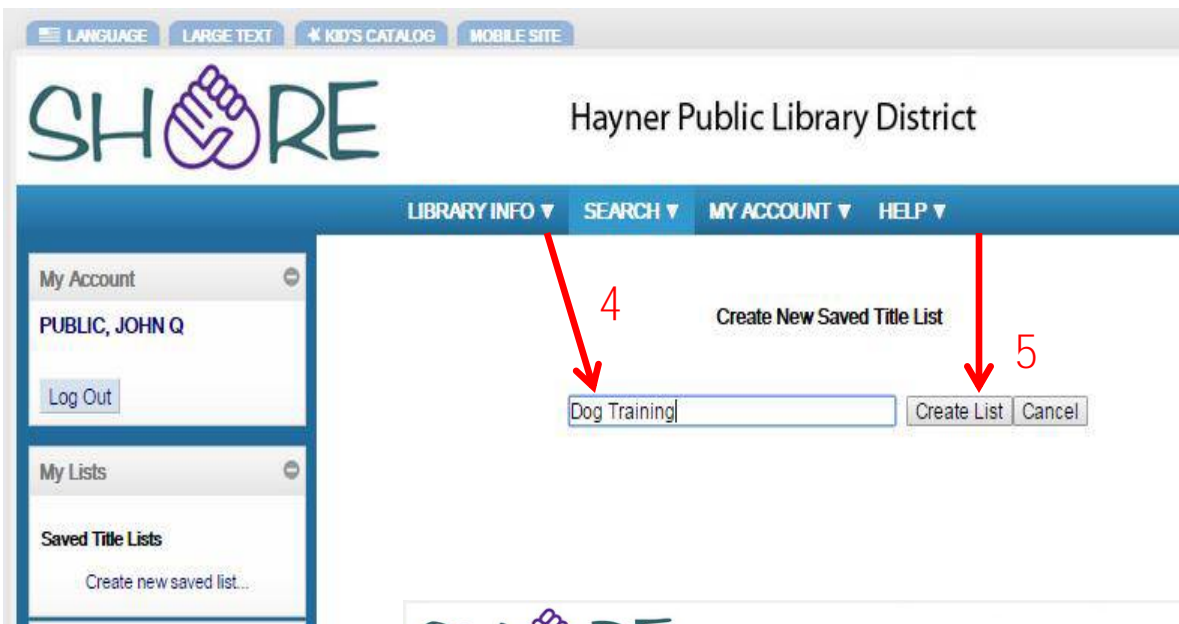 LANGUAGE LARGE TEXT KID'S CATALOG MOBILE SITE
SHARE Hayner Public Library District
LIBRARY INFO ▼ SEARCH ▼ MY ACCOUNT ▼ HELP ▼
My Account
PUBLIC, JOHN Q
Log Out
4
Create New Saved Title List
5
Dog Training Create List Cancel
My Lists
Saved Title Lists
Create new saved list...